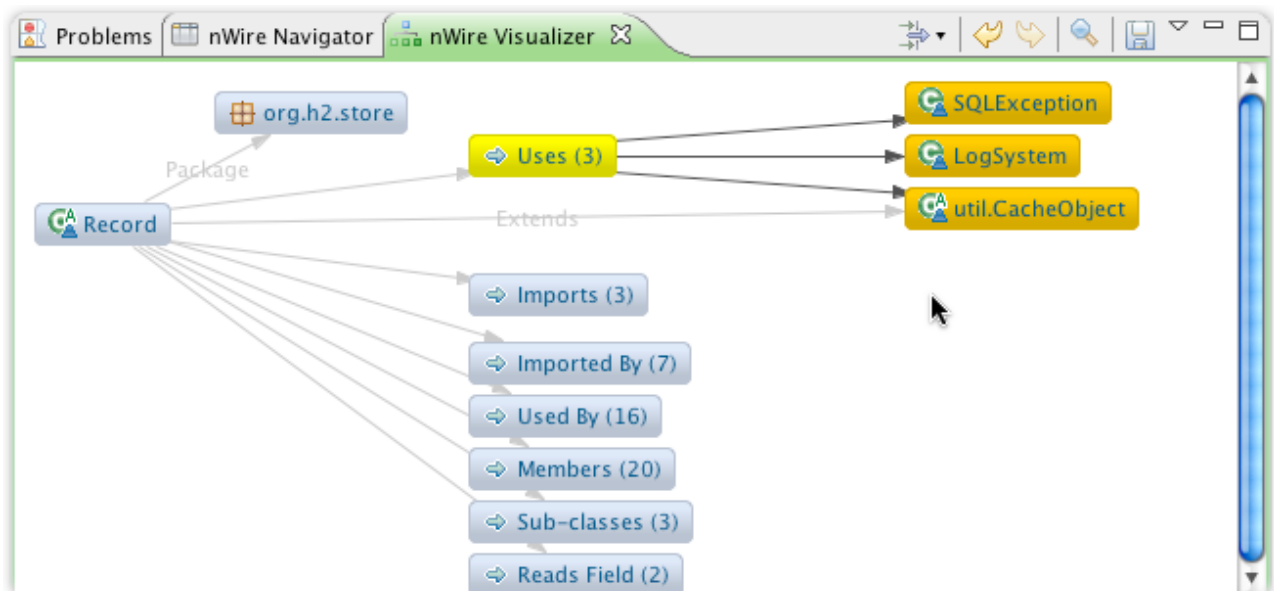 Problems
nWire Navigator
nWire Visualizer
org.h2.store
SQLException
Package
Uses (3)
LogSystem
Record
Extends
util.CacheObject
Imports (3)
Imported By (7)
Used By (16)
Members (20)
Sub-classes (3)
Reads Field (2)